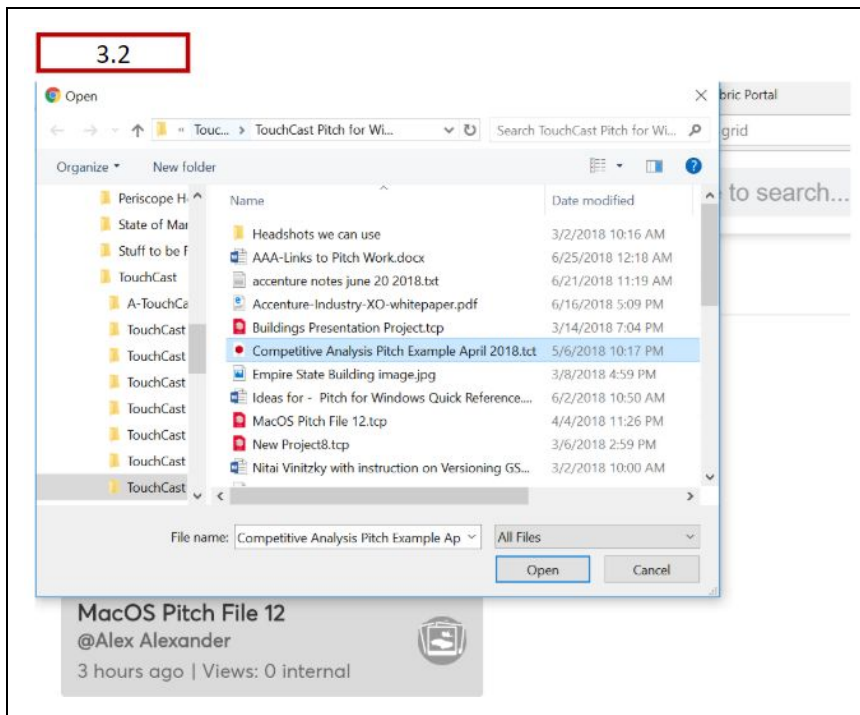 3.2
Open
bric Portal
« Touc... > TouchCast Pitch for Wi...
Search TouchCast Pitch for Wi...
grid
Organize
New folder
to search...
Name
Date modified
Periscope H
State of Mar
Stuff to be F
TouchCast
A-TouchCa
TouchCast
TouchCast
TouchCast
TouchCast
TouchCast
TouchCast
TouchCast
Headshots we can use 3/2/2018 10:16 AM
AAA-Links to Pitch Work.docx 6/25/2018 12:18 AM
accenture notes june 20 2018.txt 6/21/2018 11:19 AM
Accenture-Industry-XO-whitepaper.pdf 6/16/2018 5:09 PM
Buildings Presentation Project.tcp 3/14/2018 7:04 PM
Competitive Analysis Pitch Example April 2018.tct 5/6/2018 10:17 PM
Empire State Building image.jpg 3/8/2018 4:59 PM
Ideas for - Pitch for Windows Quick Reference.... 6/2/2018 10:50 AM
MacOS Pitch File 12.tcp 4/4/2018 11:26 PM
New Project8.tcp 3/6/2018 2:59 PM
Nitai Vinitzky with instruction on Versioning GS... 3/2/2018 10:00 AM
File name: Competitive Analysis Pitch Example Ap
All Files
Open
Cancel
MacOS Pitch File 12
@Alex Alexander
3 hours ago | Views: 0 internal